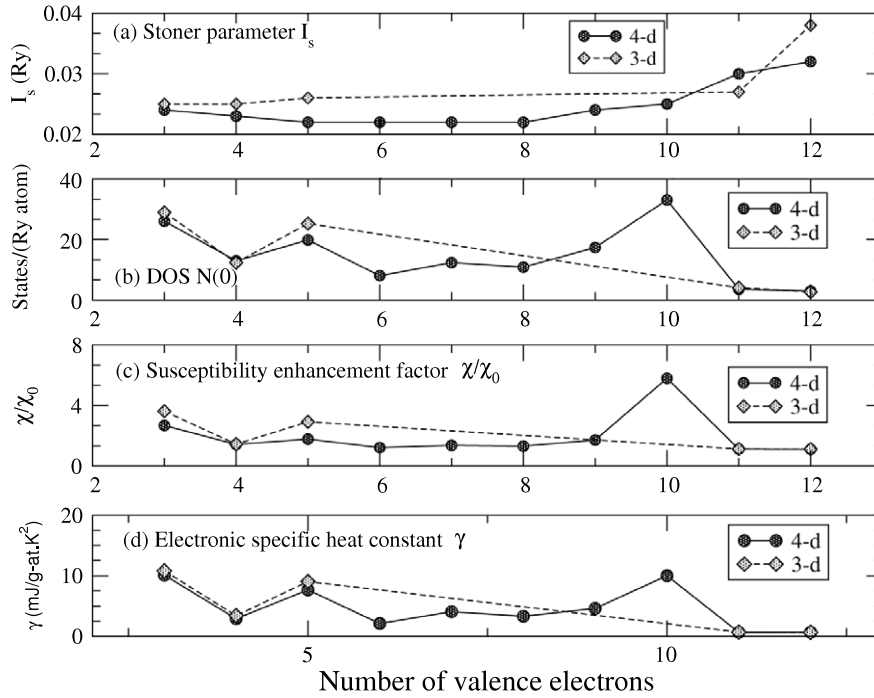 0.04
(a) Stoner parameter Iₛ
4-d
3-d
Iₛ (Ry)
0.03
0.02
2 4 6 8 10 12
40
4-d
3-d
States/(Ry atom)
20
(b) DOS N(0)
0
2 4 6 8 10 12
8
(c) Susceptibility enhancement factor χ/χ₀
4-d
3-d
χ/χ₀
4
0
2 4 6 8 10 12
20
(d) Electronic specific heat constant γ
4-d
3-d
γ (mJ/g-at.K²)
10
0
5 10
Number of valence electrons